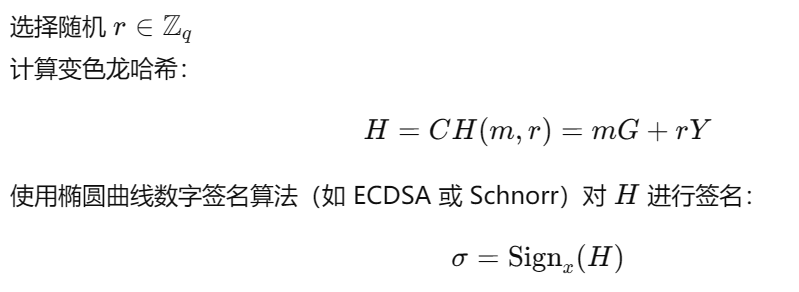 选择随机 r ∈ ℤ_q
计算变色龙哈希：
H = CH(m, r) = mG + rY
使用椭圆曲线数字签名算法（如 ECDSA 或 Schnorr）对 H 进行签名：
σ = Sign_x(H)